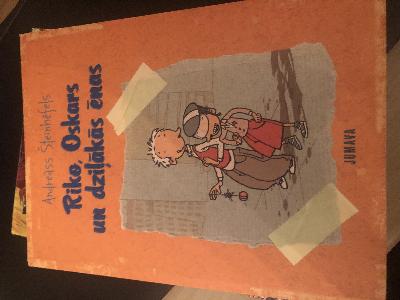 Andreass Šteinhēfels
Riko, Oskars
un dziļākās ēnas
JUMAVA